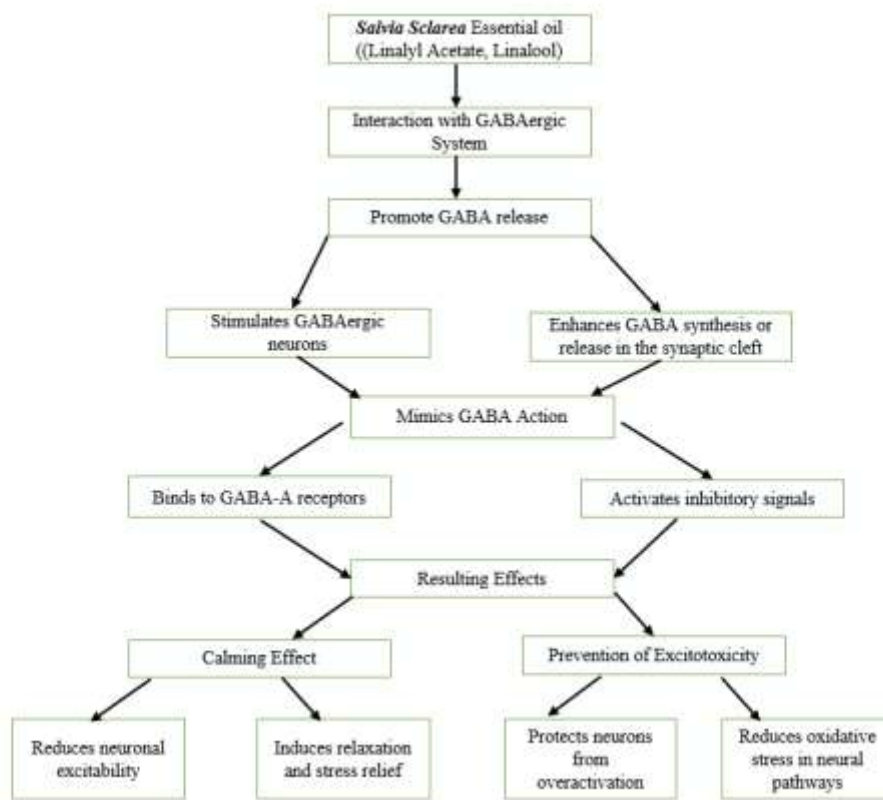 Salvia Sclarea Essential oil
((Linalyl Acetate, Linalool)
Interaction with GABAergic
System
Promote GABA release
Stimulates GABAergic
neurons
Enhances GABA synthesis or
release in the synaptic cleft
Mimics GABA Action
Binds to GABA-A receptors
Activates inhibitory signals
Resulting Effects
Calming Effect
Prevention of Excitotoxicity
Reduces neuronal
excitability
Induces relaxation
and stress relief
Protects neurons
from
overactivation
Reduces oxidative
stress in neural
pathways